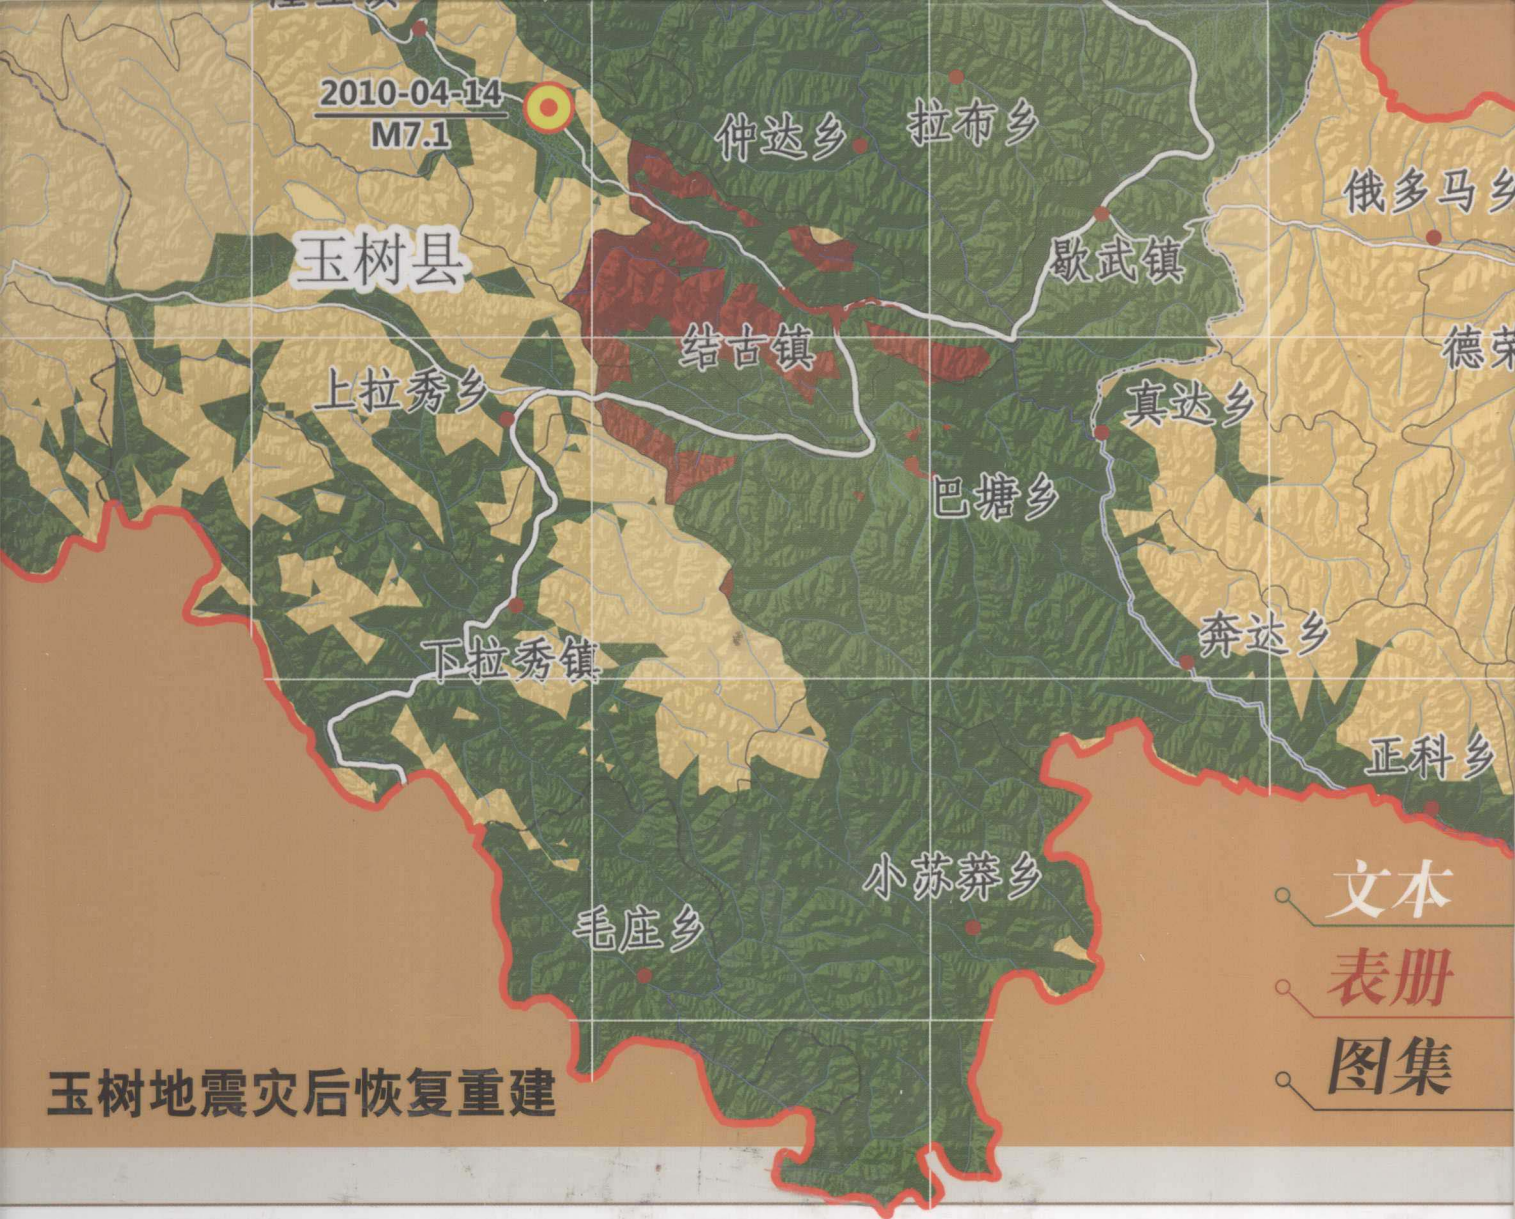 2010-04-14
M7.1
仲达乡
拉布乡
俄多马乡
玉树县
歇武镇
结古镇
德荣
上拉秀乡
真达乡
巴塘乡
奔达乡
下拉秀镇
正科乡
小苏莽乡
文本
毛庄乡
表册
图集
玉树地震灾后恢复重建